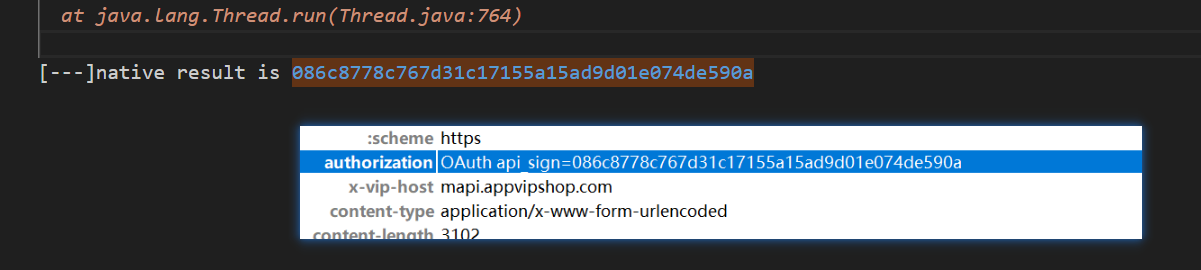 at java.lang.Thread.run(Thread.java:764)
[---]native result is 086c8778c767d31c17155a15ad9d01e074de590a
:scheme https
authorization OAuth api_sign=086c8778c767d31c17155a15ad9d01e074de590a
x-vip-host mapi.appvipshop.com
content-type application/x-www-form-urlencoded
content-length 3102